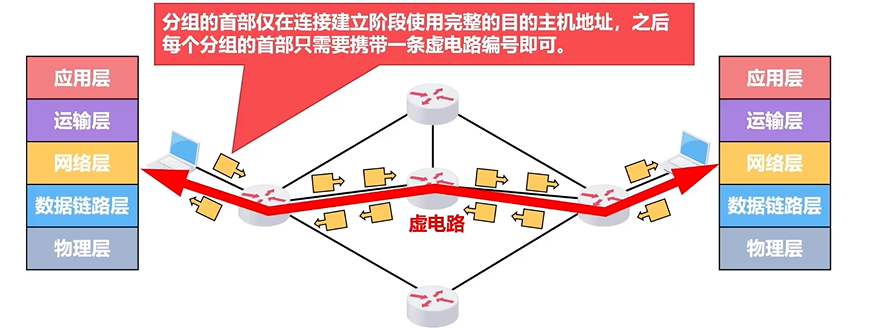 分组的首部仅在连接建立阶段使用完整的目的主机地址，之后
每个分组的首部只需要携带一条虚电路编号即可。
应用层
运输层
网络层
数据链路层
物理层
虚电路
应用层
运输层
网络层
数据链路层
物理层